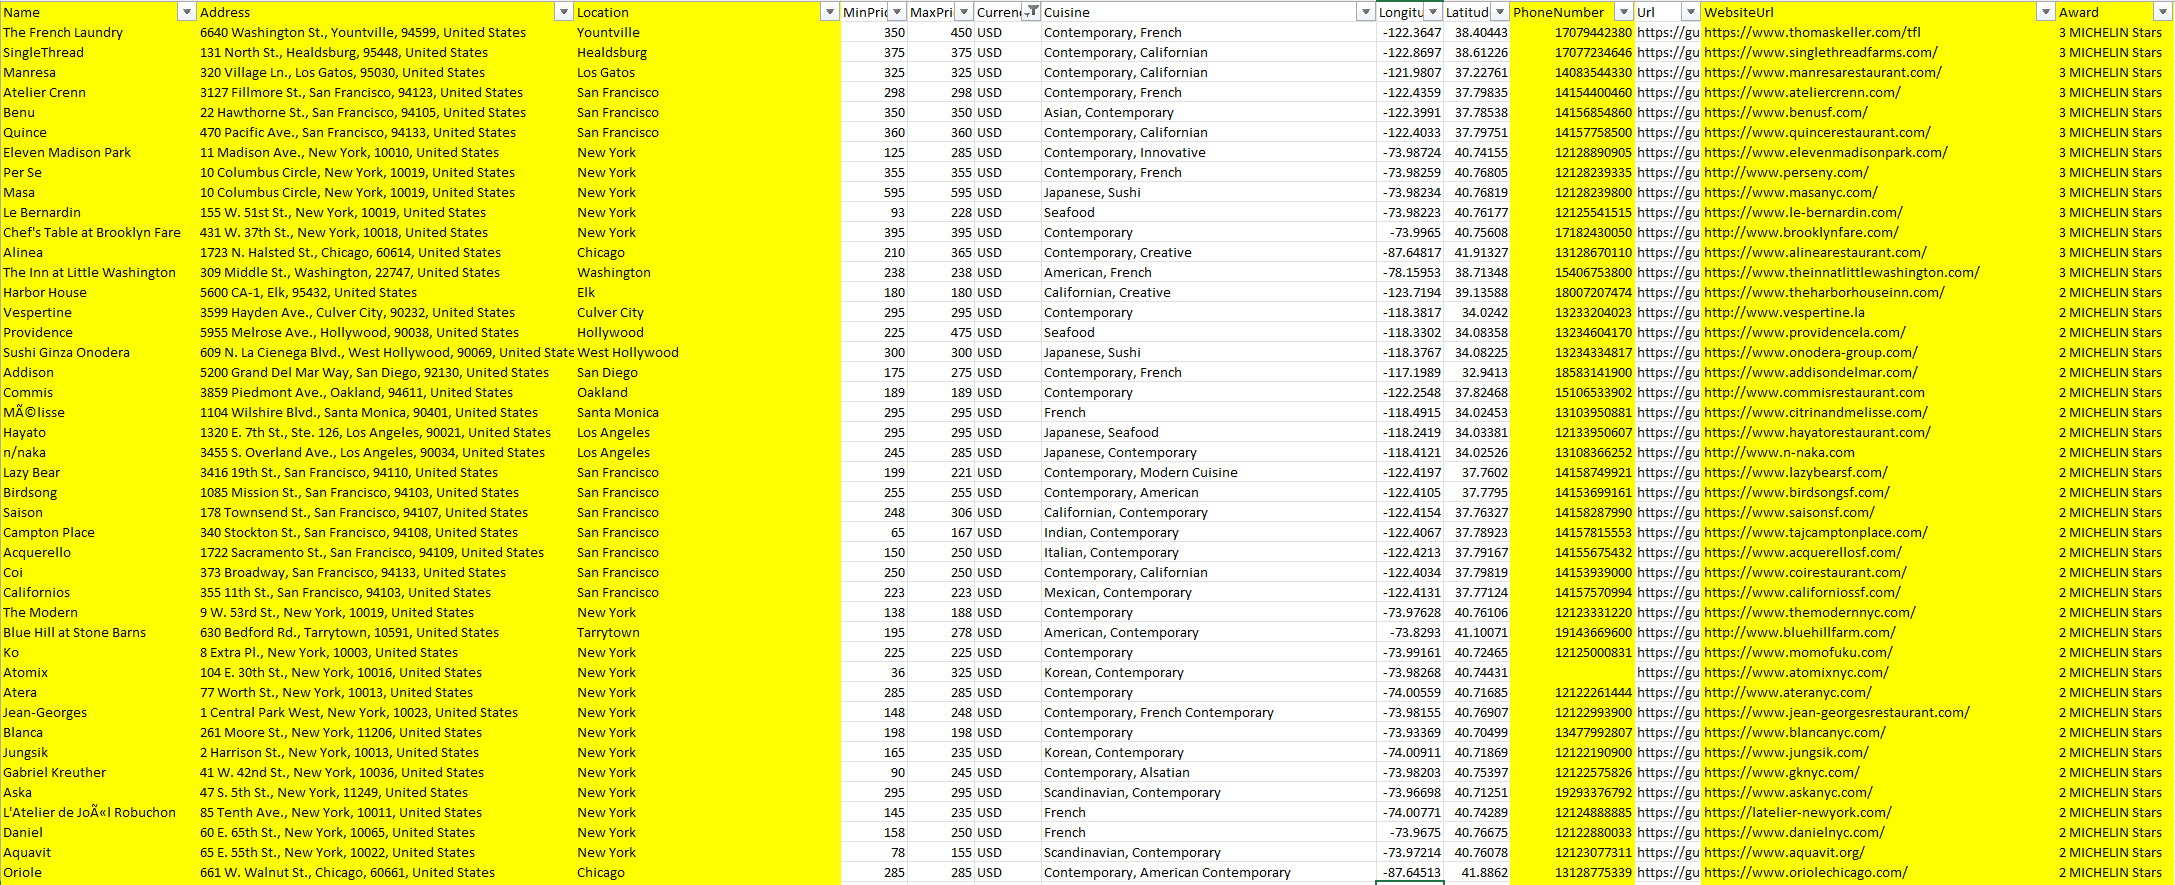 Name Address Location MinPric MaxPric Curren Cuisine Longitu Latitud PhoneNumber Url WebsiteUrl Award
The French Laundry 6640 Washington St., Yountville, 94599, United States Yountville 350 450 USD Contemporary, French -122.3647 38.40443 17079442380 https://gu https://www.thomaskeller.com/tfl 3 MICHELIN Stars
SingleThread 131 North St., Healdsburg, 95448, United States Healdsburg 375 375 USD Contemporary, Californian -122.8697 38.61226 17077234646 https://gu https://www.singlethreadfarms.com/ 3 MICHELIN Stars
Manresa 320 Village Ln., Los Gatos, 95030, United States Los Gatos 325 325 USD Contemporary, Californian -121.9807 37.22761 14083544330 https://gu https://www.manresarestaurant.com/ 3 MICHELIN Stars
Atelier Crenn 3127 Fillmore St., San Francisco, 94123, United States San Francisco 298 298 USD Contemporary, French -122.4359 37.79835 14154400460 https://gu https://www.ateliercrenn.com/ 3 MICHELIN Stars
Benu 22 Hawthorne St., San Francisco, 94105, United States San Francisco 350 350 USD Asian, Contemporary -122.3991 37.78538 14156854860 https://gu https://www.benusf.com/ 3 MICHELIN Stars
Quince 470 Pacific Ave., San Francisco, 94133, United States San Francisco 360 360 USD Contemporary, Californian -122.4033 37.79751 14157758500 https://gu https://www.quincerestaurant.com/ 3 MICHELIN Stars
Eleven Madison Park 11 Madison Ave., New York, 10010, United States New York 125 285 USD Contemporary, Innovative -73.98724 40.74155 12128890905 https://gu https://www.elevenmadisonpark.com/ 3 MICHELIN Stars
Per Se 10 Columbus Circle, New York, 10019, United States New York 355 355 USD Contemporary, French -73.98259 40.76805 12128239335 https://gu http://www.perseny.com/ 3 MICHELIN Stars
Masa 10 Columbus Circle, New York, 10019, United States New York 595 595 USD Japanese, Sushi -73.98234 40.76819 12128239800 https://gu https://www.masanyc.com/ 3 MICHELIN Stars
Le Bernardin 155 W. 51st St., New York, 10019, United States New York 93 228 USD Seafood -73.98223 40.76177 12125541515 https://gu https://www.le-bernardin.com/ 3 MICHELIN Stars
Chef's Table at Brooklyn Fare 431 W. 37th St., New York, 10018, United States New York 395 395 USD Contemporary -73.9965 40.75608 17182430050 https://gu http://www.brooklynfare.com/ 3 MICHELIN Stars
Alinea 1723 N. Halsted St., Chicago, 60614, United States Chicago 210 365 USD Contemporary, Creative -87.64817 41.91327 13128670110 https://gu https://www.alinearestaurant.com/ 3 MICHELIN Stars
The Inn at Little Washington 309 Middle St., Washington, 22747, United States Washington 238 238 USD American, French -78.15953 38.71348 15406753800 https://gu https://www.theinnatlittlewashington.com/ 3 MICHELIN Stars
Harbor House 5600 CA-1, Elk, 95432, United States Elk 180 180 USD Californian, Creative -123.7194 39.13588 18007207474 https://gu https://www.theharborhouseinn.com/ 2 MICHELIN Stars
Vespertine 3599 Hayden Ave., Culver City, 90232, United States Culver City 295 295 USD Contemporary -118.3817 34.0242 13233204023 https://gu http://www.vespertine.la 2 MICHELIN Stars
Providence 5955 Melrose Ave., Hollywood, 90038, United States Hollywood 225 475 USD Seafood -118.3302 34.08358 13234604170 https://gu https://www.providencela.com/ 2 MICHELIN Stars
Sushi Ginza Onodera 609 N. La Cienega Blvd., West Hollywood, 90069, United State West Hollywood 300 300 USD Japanese, Sushi -118.3767 34.08225 13234334817 https://gu https://www.onodera-group.com/ 2 MICHELIN Stars
Addison 5200 Grand Del Mar Way, San Diego, 92130, United States San Diego 175 275 USD Contemporary, French -117.1989 32.9413 18583141900 https://gu https://www.addisondelmar.com/ 2 MICHELIN Stars
Commis 3859 Piedmont Ave., Oakland, 94611, United States Oakland 189 189 USD Contemporary -122.2548 37.82468 15106533902 https://gu http://www.commisrestaurant.com 2 MICHELIN Stars
MÃ©lisse 1104 Wilshire Blvd., Santa Monica, 90401, United States Santa Monica 295 295 USD French -118.4915 34.02453 13103950881 https://gu https://www.citrinandmelisse.com/ 2 MICHELIN Stars
Hayato 1320 E. 7th St., Ste. 126, Los Angeles, 90021, United States Los Angeles 295 295 USD Japanese, Seafood -118.2419 34.03381 12133950607 https://gu https://www.hayatorestaurant.com/ 2 MICHELIN Stars
n/naka 3455 S. Overland Ave., Los Angeles, 90034, United States Los Angeles 245 285 USD Japanese, Contemporary -118.4121 34.02526 13108366252 https://gu http://www.n-naka.com 2 MICHELIN Stars
Lazy Bear 3416 19th St., San Francisco, 94110, United States San Francisco 199 221 USD Contemporary, Modern Cuisine -122.4197 37.7602 14158749921 https://gu https://www.lazybearsf.com/ 2 MICHELIN Stars
Birdsong 1085 Mission St., San Francisco, 94103, United States San Francisco 255 255 USD Contemporary, American -122.4105 37.7795 14153699161 https://gu https://www.birdsongsf.com/ 2 MICHELIN Stars
Saison 178 Townsend St., San Francisco, 94107, United States San Francisco 248 306 USD Californian, Contemporary -122.4154 37.76327 14158287990 https://gu https://www.saisonsf.com/ 2 MICHELIN Stars
Campton Place 340 Stockton St., San Francisco, 94108, United States San Francisco 65 167 USD Indian, Contemporary -122.4067 37.78923 14157815553 https://gu https://www.tajcamptonplace.com/ 2 MICHELIN Stars
Acquerello 1722 Sacramento St., San Francisco, 94109, United States San Francisco 150 250 USD Italian, Contemporary -122.4213 37.79167 14155675432 https://gu https://www.acquerellosf.com/ 2 MICHELIN Stars
Coi 373 Broadway, San Francisco, 94133, United States San Francisco 250 250 USD Contemporary, Californian -122.4034 37.79819 14153939000 https://gu https://www.coirestaurant.com/ 2 MICHELIN Stars
Californios 355 11th St., San Francisco, 94103, United States San Francisco 223 223 USD Mexican, Contemporary -122.4131 37.77124 14157570994 https://gu https://www.californiossf.com/ 2 MICHELIN Stars
The Modern 9 W. 53rd St., New York, 10019, United States New York 138 188 USD Contemporary -73.97628 40.76106 12123331220 https://gu https://www.themodernnyc.com/ 2 MICHELIN Stars
Blue Hill at Stone Barns 630 Bedford Rd., Tarrytown, 10591, United States Tarrytown 195 278 USD American, Contemporary -73.8293 41.10071 19143669600 https://gu http://www.bluehillfarm.com/ 2 MICHELIN Stars
Ko 8 Extra Pl., New York, 10003, United States New York 225 225 USD Contemporary -73.99161 40.72465 12125000831 https://gu https://www.momofuku.com/ 2 MICHELIN Stars
Atomix 104 E. 30th St., New York, 10016, United States New York 36 325 USD Korean, Contemporary -73.98268 40.74431 https://gu https://www.atomixnyc.com/ 2 MICHELIN Stars
Atera 77 Worth St., New York, 10013, United States New York 285 285 USD Contemporary -74.00559 40.71685 12122261444 https://gu http://www.ateranyc.com/ 2 MICHELIN Stars
Jean-Georges 1 Central Park West, New York, 10023, United States New York 148 248 USD Contemporary, French Contemporary -73.98155 40.76907 12122993900 https://gu https://www.jean-georgesrestaurant.com/ 2 MICHELIN Stars
Blanca 261 Moore St., New York, 11206, United States New York 198 198 USD Contemporary -73.93369 40.70499 13477992807 https://gu https://www.blancanyc.com/ 2 MICHELIN Stars
Jungsik 2 Harrison St., New York, 10013, United States New York 165 235 USD Korean, Contemporary -74.00911 40.71869 12122190900 https://gu https://www.jungsik.com/ 2 MICHELIN Stars
Gabriel Kreuther 41 W. 42nd St., New York, 10036, United States New York 90 245 USD Contemporary, Alsatian -73.98203 40.75397 12122575826 https://gu https://www.gknyc.com/ 2 MICHELIN Stars
Aska 47 S. 5th St., New York, 11249, United States New York 295 295 USD Scandinavian, Contemporary -73.96698 40.71251 19293376792 https://gu https://www.askanyc.com/ 2 MICHELIN Stars
L'Atelier de JoÃ«l Robuchon 85 Tenth Ave., New York, 10011, United States New York 145 235 USD French -74.00771 40.74289 12124888885 https://gu https://latelier-newyork.com/ 2 MICHELIN Stars
Daniel 60 E. 65th St., New York, 10065, United States New York 158 250 USD French -73.9675 40.76675 12122880033 https://gu https://www.danielnyc.com/ 2 MICHELIN Stars
Aquavit 65 E. 55th St., New York, 10022, United States New York 78 155 USD Scandinavian, Contemporary -73.97214 40.76078 12123077311 https://gu https://www.aquavit.org/ 2 MICHELIN Stars
Oriole 661 W. Walnut St., Chicago, 60661, United States Chicago 285 285 USD Contemporary, American Contemporary -87.64513 41.8862 13128775339 https://gu https://www.oriolechicago.com/ 2 MICHELIN Stars